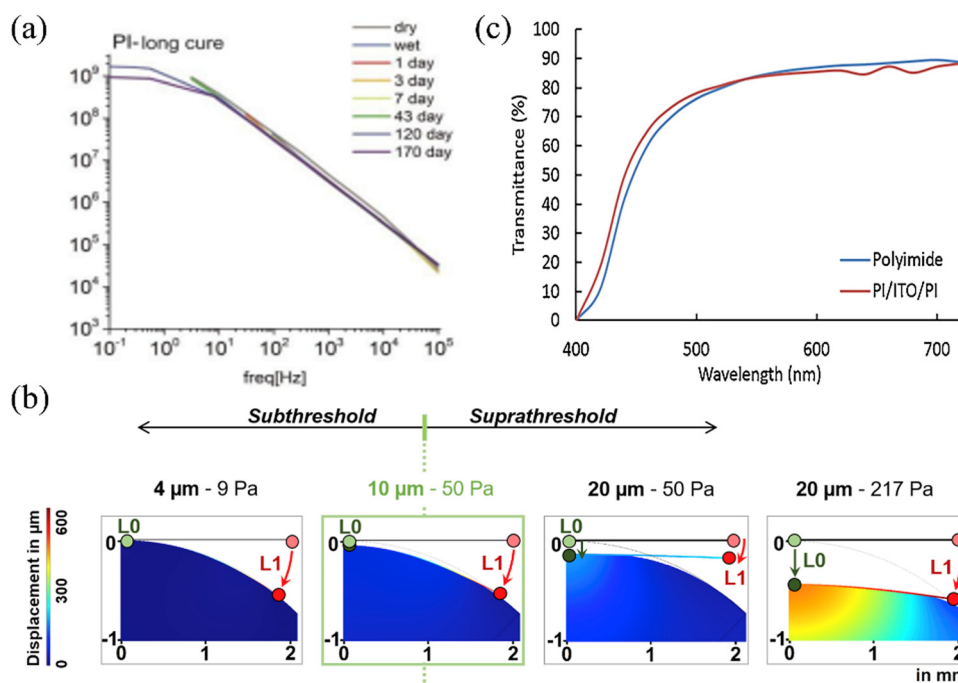 (a)
PI-long cure
dry
wet
1 day
3 day
7 day
43 day
120 day
170 day
10⁹
10⁸
10⁷
10⁶
10⁵
10⁴
10³
10⁻¹ 10⁰ 10¹ 10² 10³ 10⁴ 10⁵
freq[Hz]
(c)
100
90
80
70
60
50
40
30
20
10
0
Transmittance (%)
Polyimide
PI/ITO/PI
400 500 600 700
Wavelength (nm)
(b)
Subthreshold Suprathreshold
4 µm - 9 Pa 10 µm - 50 Pa 20 µm - 50 Pa 20 µm - 217 Pa
Displacement in µm
600
300
0
L0 L1
0
-1
0 1 2
L0 L1
0
-1
0 1 2
L0 L1
0
-1
0 1 2
L0 L1
0
-1
0 1 2
in mm